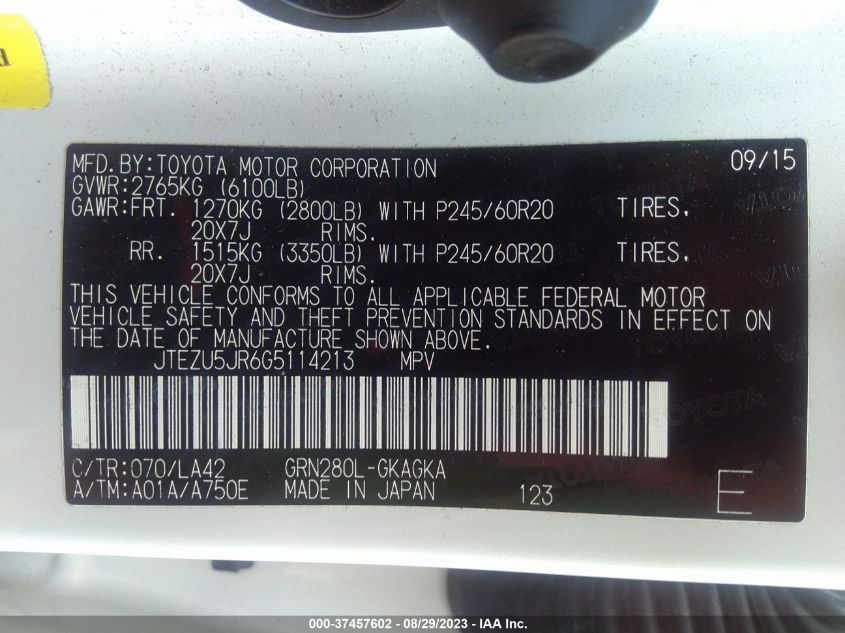 MFD.BY:TOYOTA MOTOR CORPORATION 09/15
GVWR:2765KG (6100LB)
GAWR:FRT. 1270KG (2800LB) WITH P245/60R20 TIRES,
20X7J RIMS.
RR. 1515KG (3350LB) WITH P245/60R20 TIRES,
20X7J RIMS.
THIS VEHICLE CONFORMS TO ALL APPLICABLE FEDERAL MOTOR
VEHICLE SAFETY AND THEFT PREVENTION STANDARDS IN EFFECT ON
THE DATE OF MANUFACTURE SHOWN ABOVE.
JTEZU5JR6G5114213 MPV
C/TR:070/LA42 GRN280L-GKAGKA
A/TM:A01A/A750E MADE IN JAPAN 123 E
TOYOTA
000-37457602 - 08/29/2023 - IAA Inc.